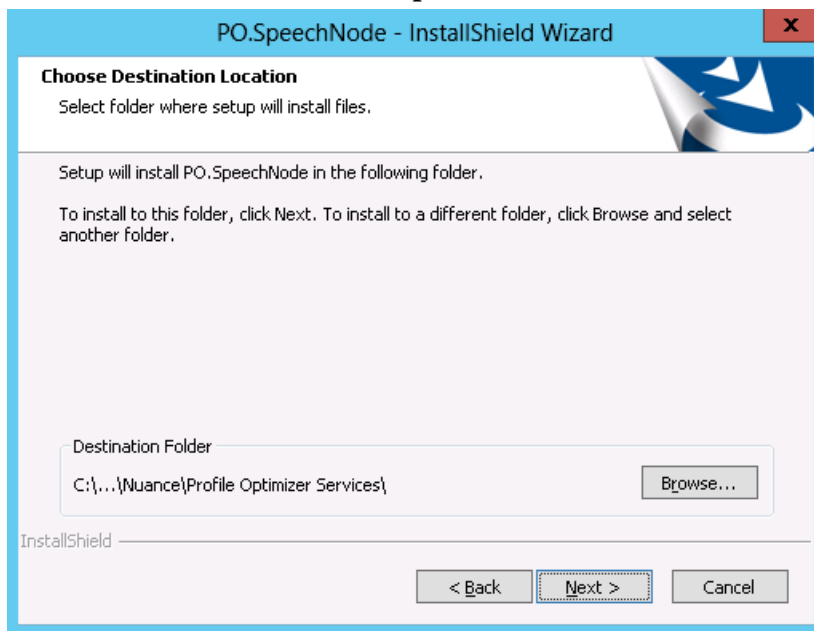 PO.SpeechNode - InstallShield Wizard
x
Choose Destination Location
Select folder where setup will install files.
Setup will install PO.SpeechNode in the following folder.
To install to this folder, click Next. To install to a different folder, click Browse and select
another folder.
Destination Folder
C:\...\Nuance\Profile Optimizer Services\
Browse...
InstallShield
< Back
Next >
Cancel